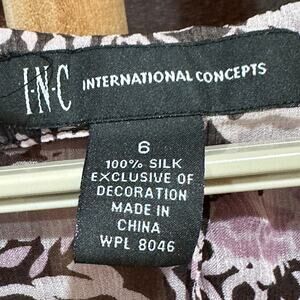 I·N·C INTERNATIONAL CONCEPTS
6
100% SILK
EXCLUSIVE OF
DECORATION
MADE IN
CHINA
WPL 8046